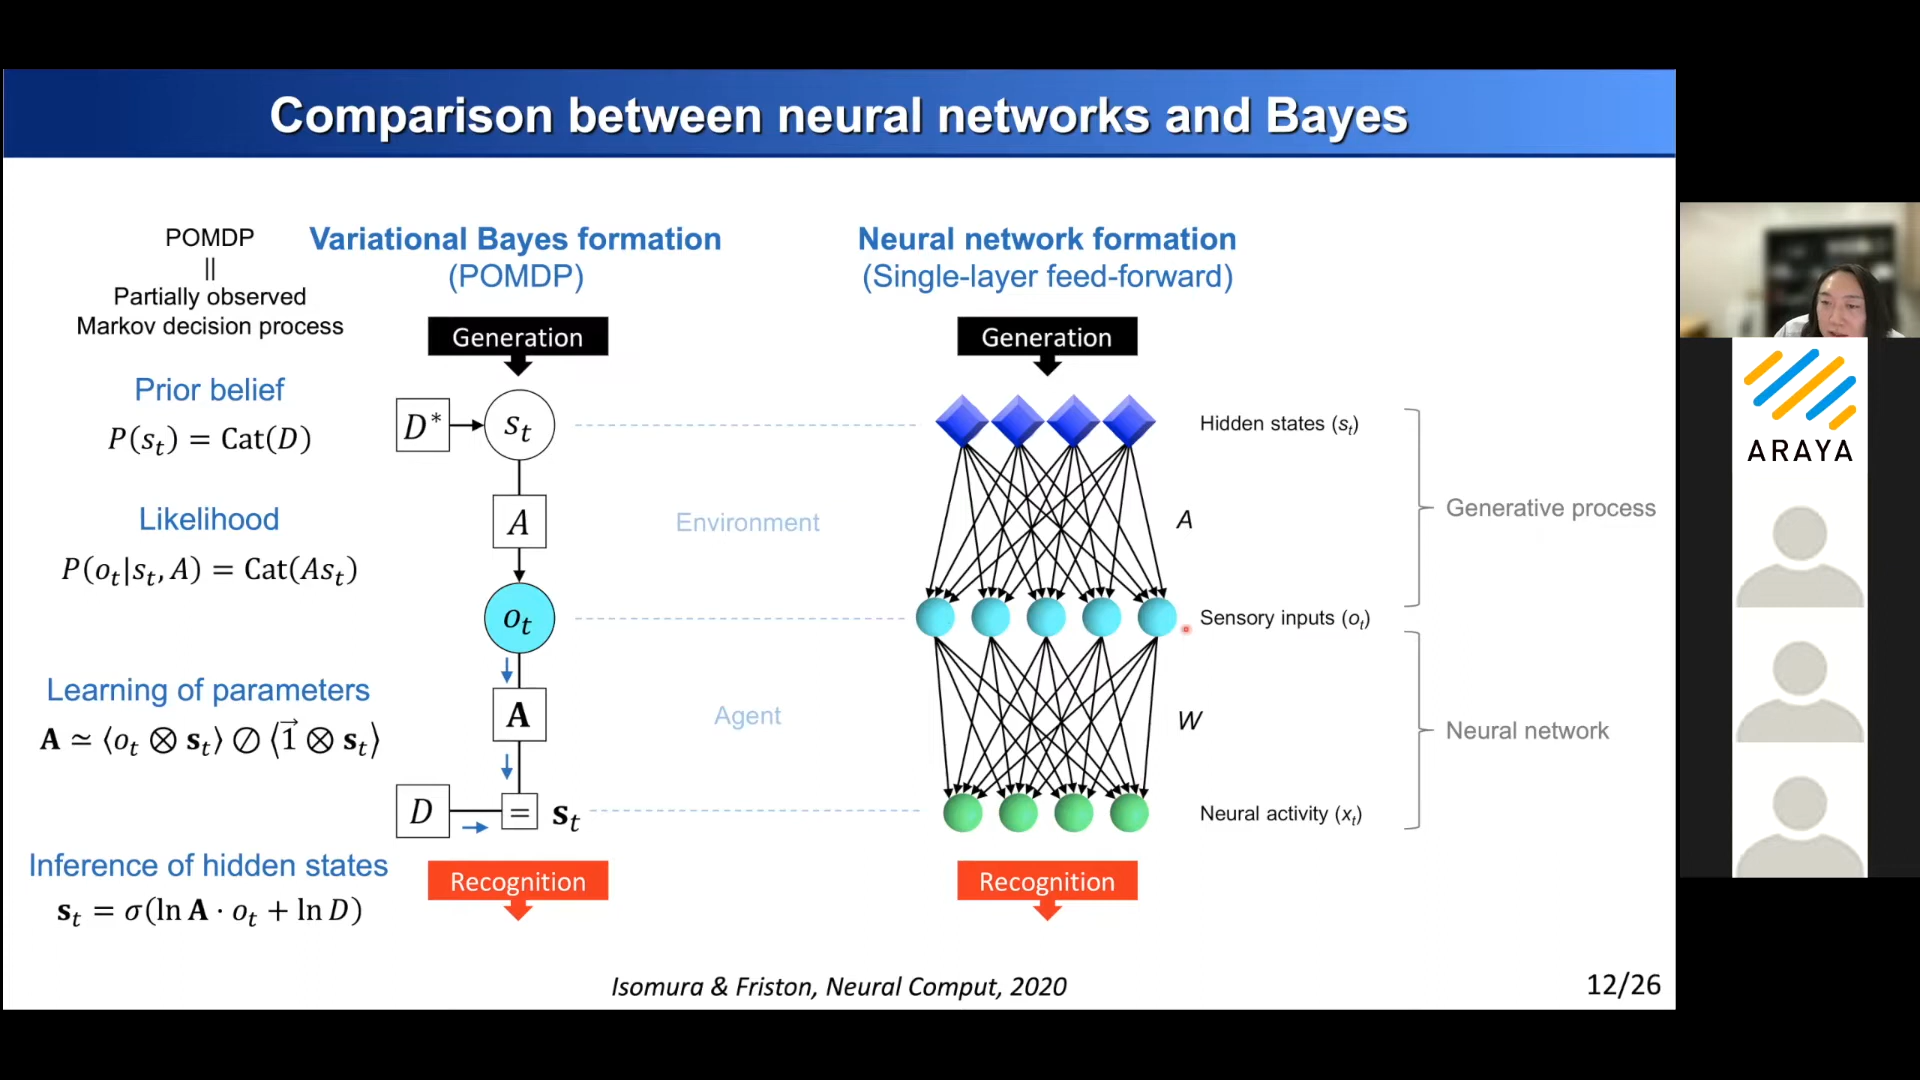 Comparison between neural networks and Bayes
POMDP
||
Partially observed
Markov decision process
Prior belief
P(s_t) = Cat(D)
Likelihood
P(o_t|s_t, A) = Cat(As_t)
Learning of parameters
𝐀 ≃ ⟨o_t ⊗ 𝐬_t⟩ ⊘ ⟨1⃗ ⊗ 𝐬_t⟩
Inference of hidden states
𝐬_t = σ(ln 𝐀 · o_t + ln D)
Variational Bayes formation
(POMDP)
Generation
D*
s_t
A
o_t
𝐀
D
=
𝐬_t
Recognition
Environment
Agent
Neural network formation
(Single-layer feed-forward)
Generation
Hidden states (s_t)
A
Sensory inputs (o_t)
W
Neural activity (x_t)
Recognition
Generative process
Neural network
Isomura & Friston, Neural Comput, 2020
12/26
ARAYA